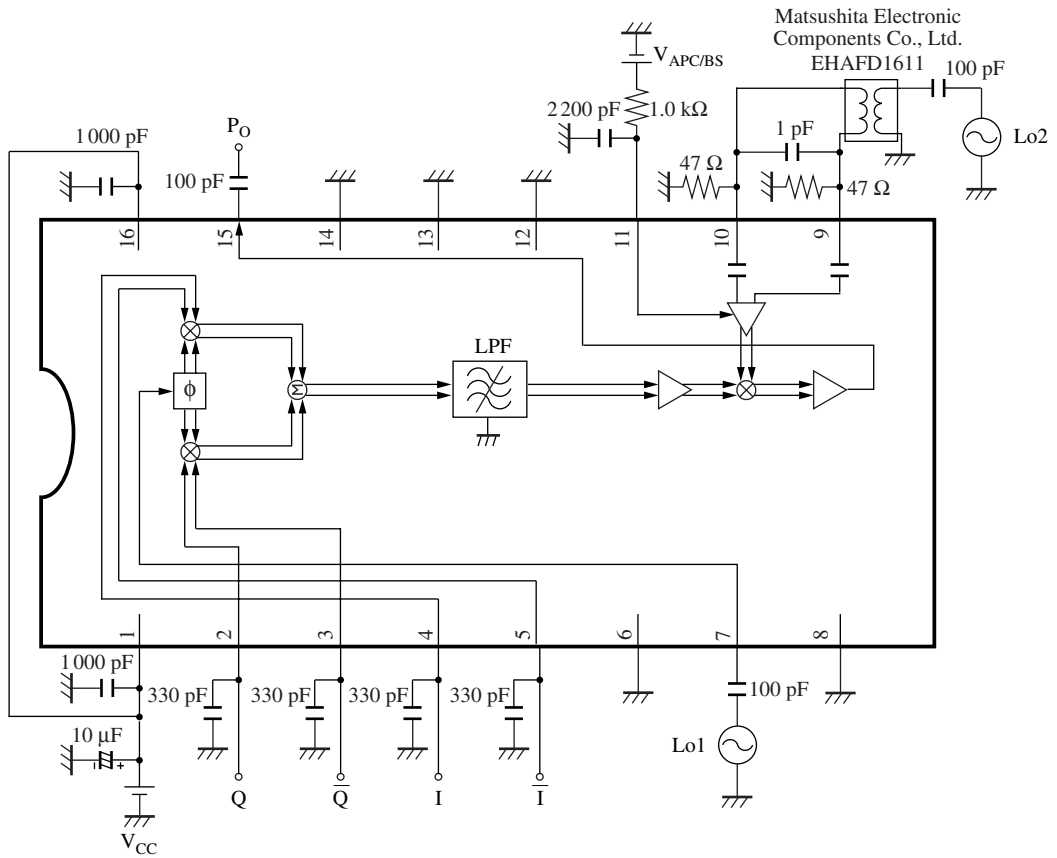 Matsushita Electronic
Components Co., Ltd.
EHAFD1611
100 pF
Lo2
V_APC/BS
2 200 pF
1.0 kΩ
1 pF
47 Ω
47 Ω
1 000 pF
P_O
100 pF
16
15
14
13
12
11
10
9
LPF
ϕ
Σ
1
2
3
4
5
6
7
8
1 000 pF
330 pF
330 pF
330 pF
330 pF
100 pF
10 µF
- +
Lo1
Q
Q̅
I
I̅
V_CC